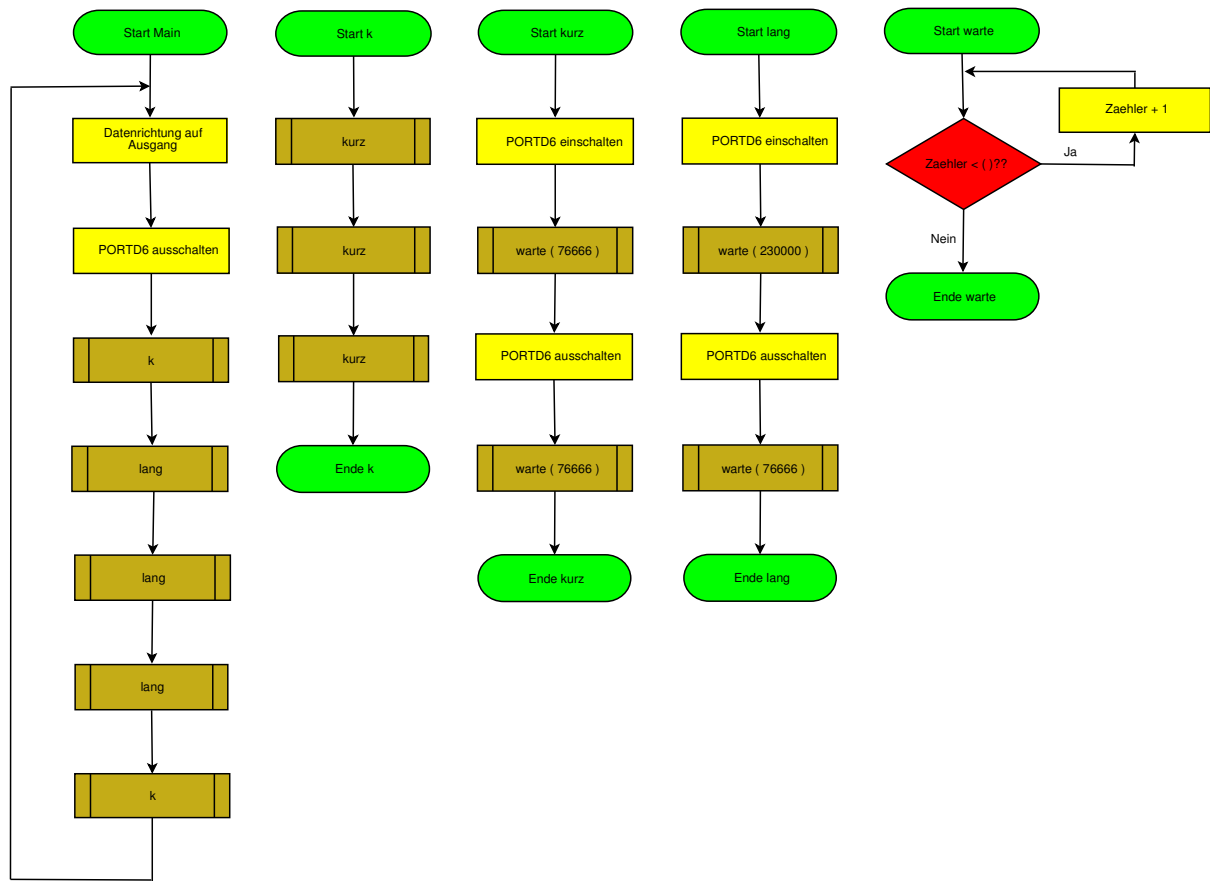 Start Main
Datenrichtung auf
Ausgang
PORTD6 ausschalten
k
lang
lang
lang
k
Start k
kurz
kurz
kurz
Ende k
Start kurz
PORTD6 einschalten
warte ( 76666 )
PORTD6 ausschalten
warte ( 76666 )
Ende kurz
Start lang
PORTD6 einschalten
warte ( 230000 )
PORTD6 ausschalten
warte ( 76666 )
Ende lang
Start warte
Zaehler + 1
Zaehler < ( )??
Ja
Nein
Ende warte